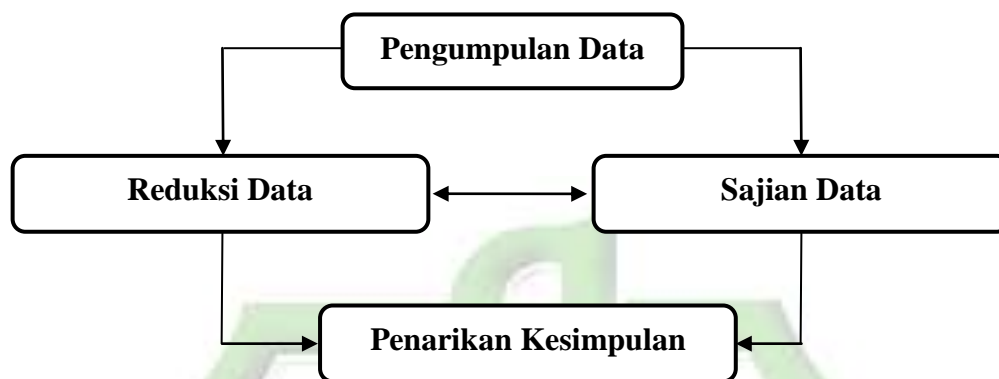 Pengumpulan Data
Reduksi Data
Sajian Data
Penarikan Kesimpulan